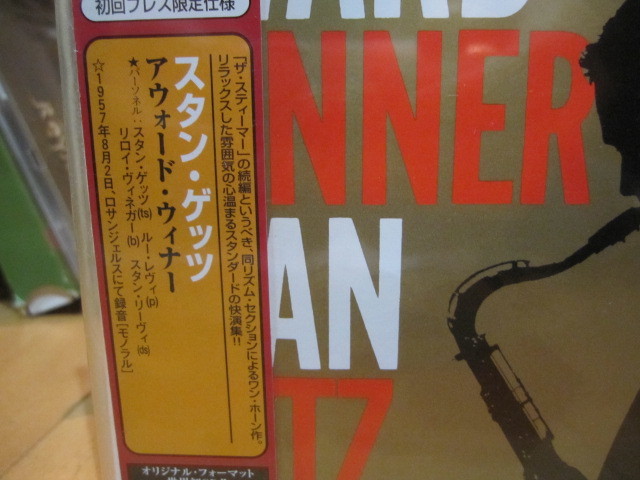 初回プレス限定仕様
「ザ・スティーマー」の続編というべき、同リズム・セクションによるワン・ホーン作。
リラックスした雰囲気の心温まるスタンダードの快演集!!
スタン・ゲッツ
アウォード・ウィナー
★パーソネル：スタン・ゲッツ(ts) ルー・レヴィ(p)
リロイ・ヴィネガー(b) スタン・リーヴィ(ds)
☆1957年8月2日、ロサンジェルスにて録音［モノラル］
オリジナル・フォーマット
ARD
NNER
AN
TZ